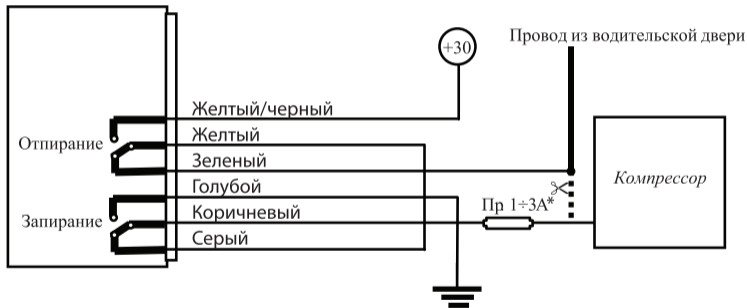 Провод из водительской двери
+30
Желтый/черный
Отпирание
Желтый
Зеленый
Голубой
Запирание
Коричневый
Серый
Пр 1÷3А*
Компрессор